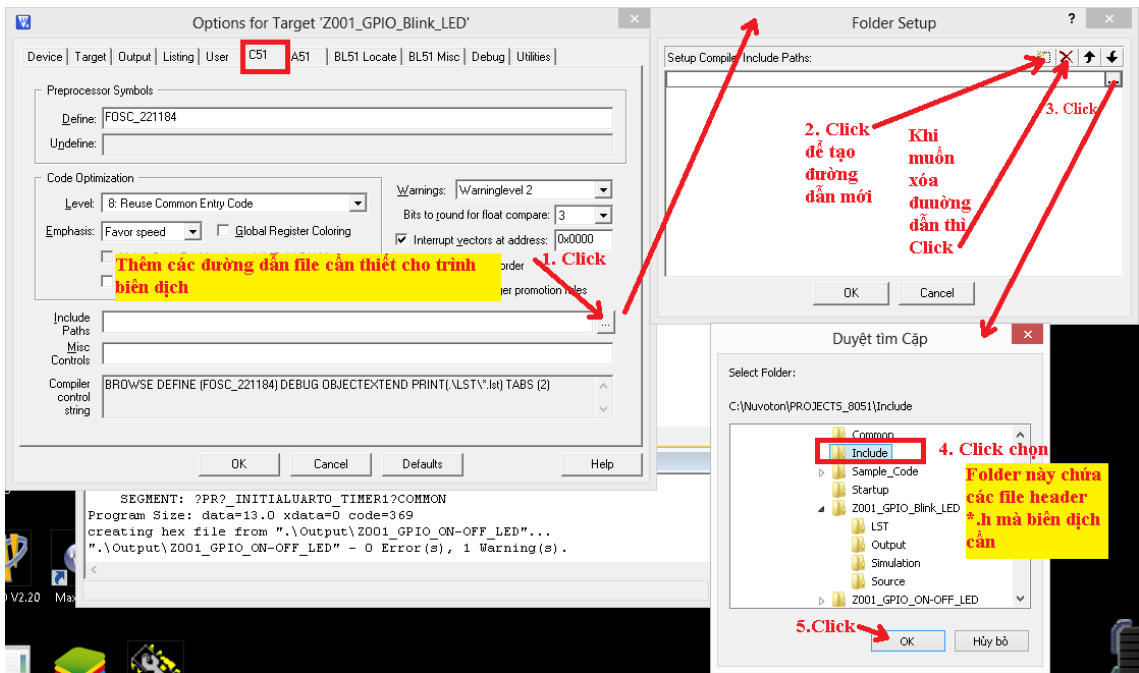 Options for Target 'Z001_GPIO_Blink_LED'
Device Target Output Listing User C51 A51 BL51 Locate BL51 Misc Debug Utilities
Preprocessor Symbols
Define: FOSC_221184
Undefine:
Code Optimization
Level: 8: Reuse Common Entry Code
Emphasis: Favor speed
Global Register Coloring
Warnings: Warninglevel 2
Bits to round for float compare: 3
Interrupt vectors at address: 0x0000
Thêm các đường dẫn file cần thiết cho trình
biên dịch
1. Click
order
ger promotion rules
Include
Paths
...
Misc
Controls
Compiler
control
string
BROWSE DEFINE (FOSC_221184) DEBUG OBJECTEXTEND PRINT(.\LST\*.lst) TABS (2)
OK Cancel Defaults Help
Folder Setup
? ×
Setup Compiler Include Paths:
...
3. Click
2. Click
để tạo
đường
dẫn mới
Khi
muốn
xóa
đuường
dẫn thì
Click
OK Cancel
Duyệt tìm Cặp
Select Folder:
C:\Nuvoton\PROJECTS_8051\Include
Common
Include
Sample_Code
Startup
Z001_GPIO_Blink_LED
LST
Output
Simulation
Source
Z001_GPIO_ON-OFF_LED
4. Click chọn
Folder này chứa
các file header
*.h mà biên dịch
cần
5.Click
OK Hủy bỏ
SEGMENT: ?PR?_INITIALUART0_TIMER1?COMMON
Program Size: data=13.0 xdata=0 code=369
creating hex file from ".\Output\Z001_GPIO_ON-OFF_LED"...
".\Output\Z001_GPIO_ON-OFF_LED" - 0 Error(s), 1 Warning(s).
V2.20
Max